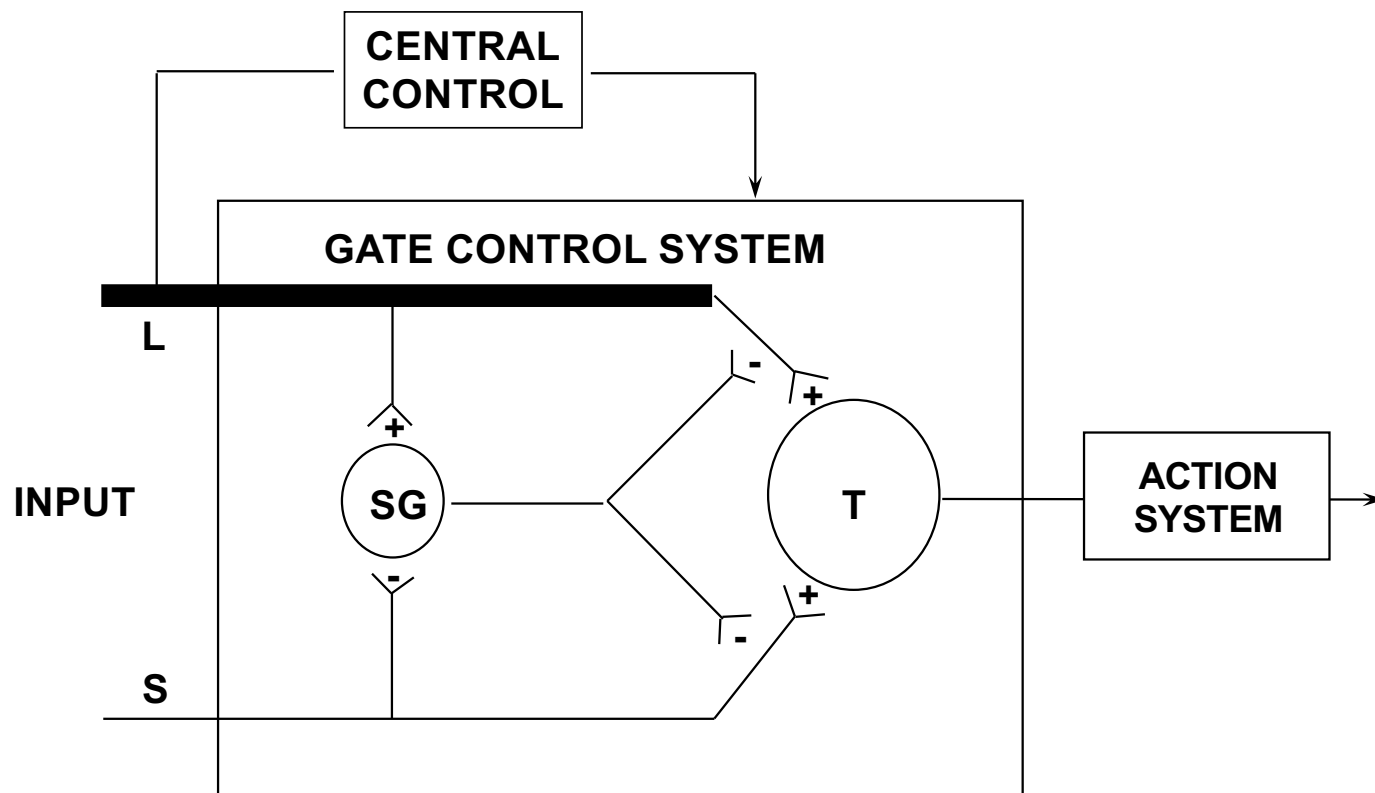 CENTRAL
CONTROL
GATE CONTROL SYSTEM
L
-
+
+
INPUT
SG
T
ACTION
SYSTEM
-
+
-
S